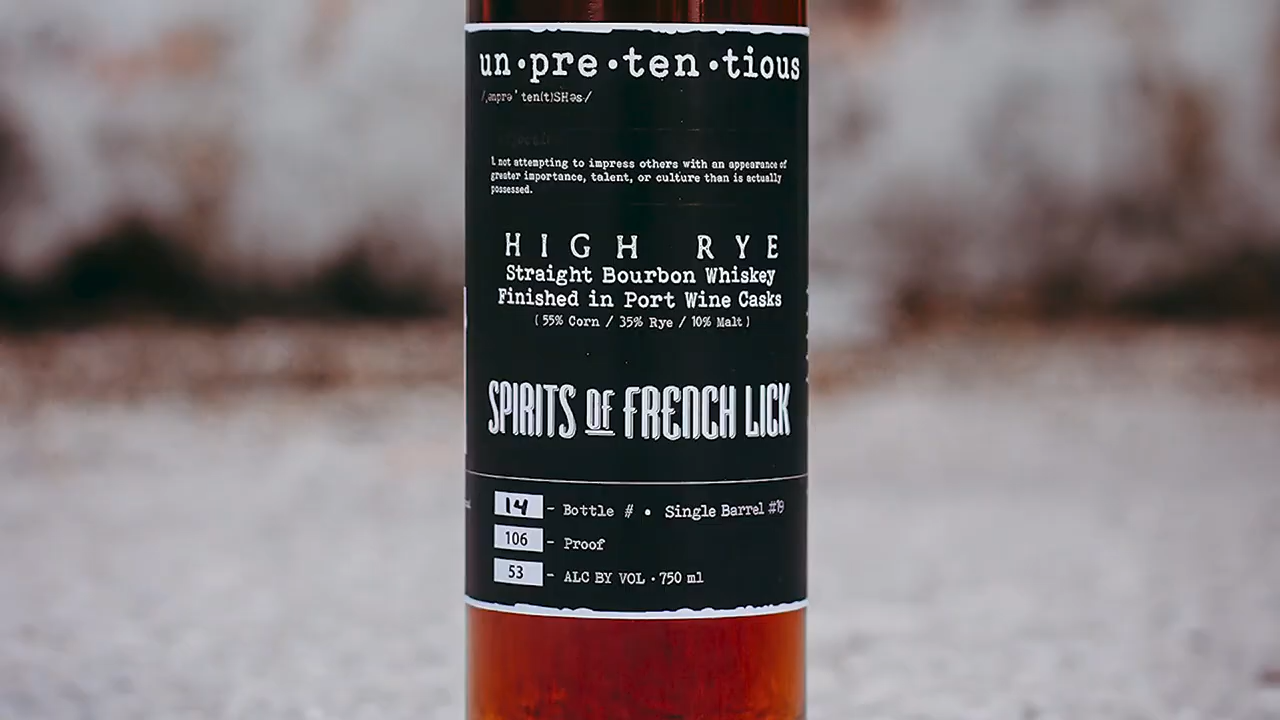 un·pre·ten·tious
/ˌənprəˈten(t)SHəs/
1. not attempting to impress others with an appearance of
greater importance, talent, or culture than is actually
possessed.
HIGH RYE
Straight Bourbon Whiskey
Finished in Port Wine Casks
( 55% Corn / 35% Rye / 10% Malt )
SPIRITS OF FRENCH LICK
14 - Bottle # • Single Barrel #19
106 - Proof
53 - ALC BY VOL · 750 ml